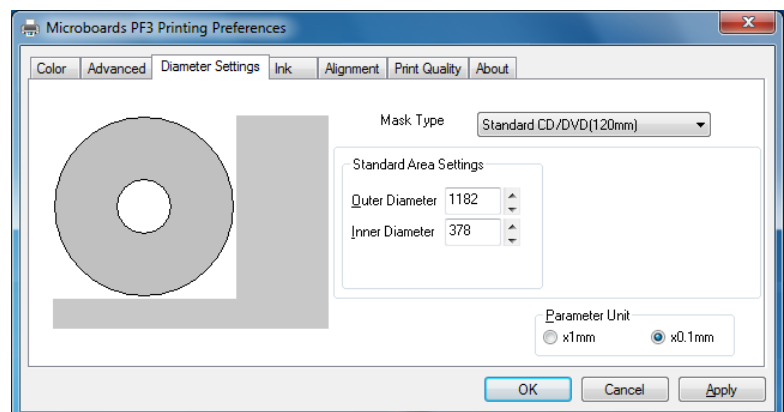 Microboards PF3 Printing Preferences
Color Advanced Diameter Settings Ink Alignment Print Quality About
Mask Type Standard CD/DVD(120mm)
Standard Area Settings
Outer Diameter 1182
Inner Diameter 378
Parameter Unit
x1mm x0.1mm
OK Cancel Apply